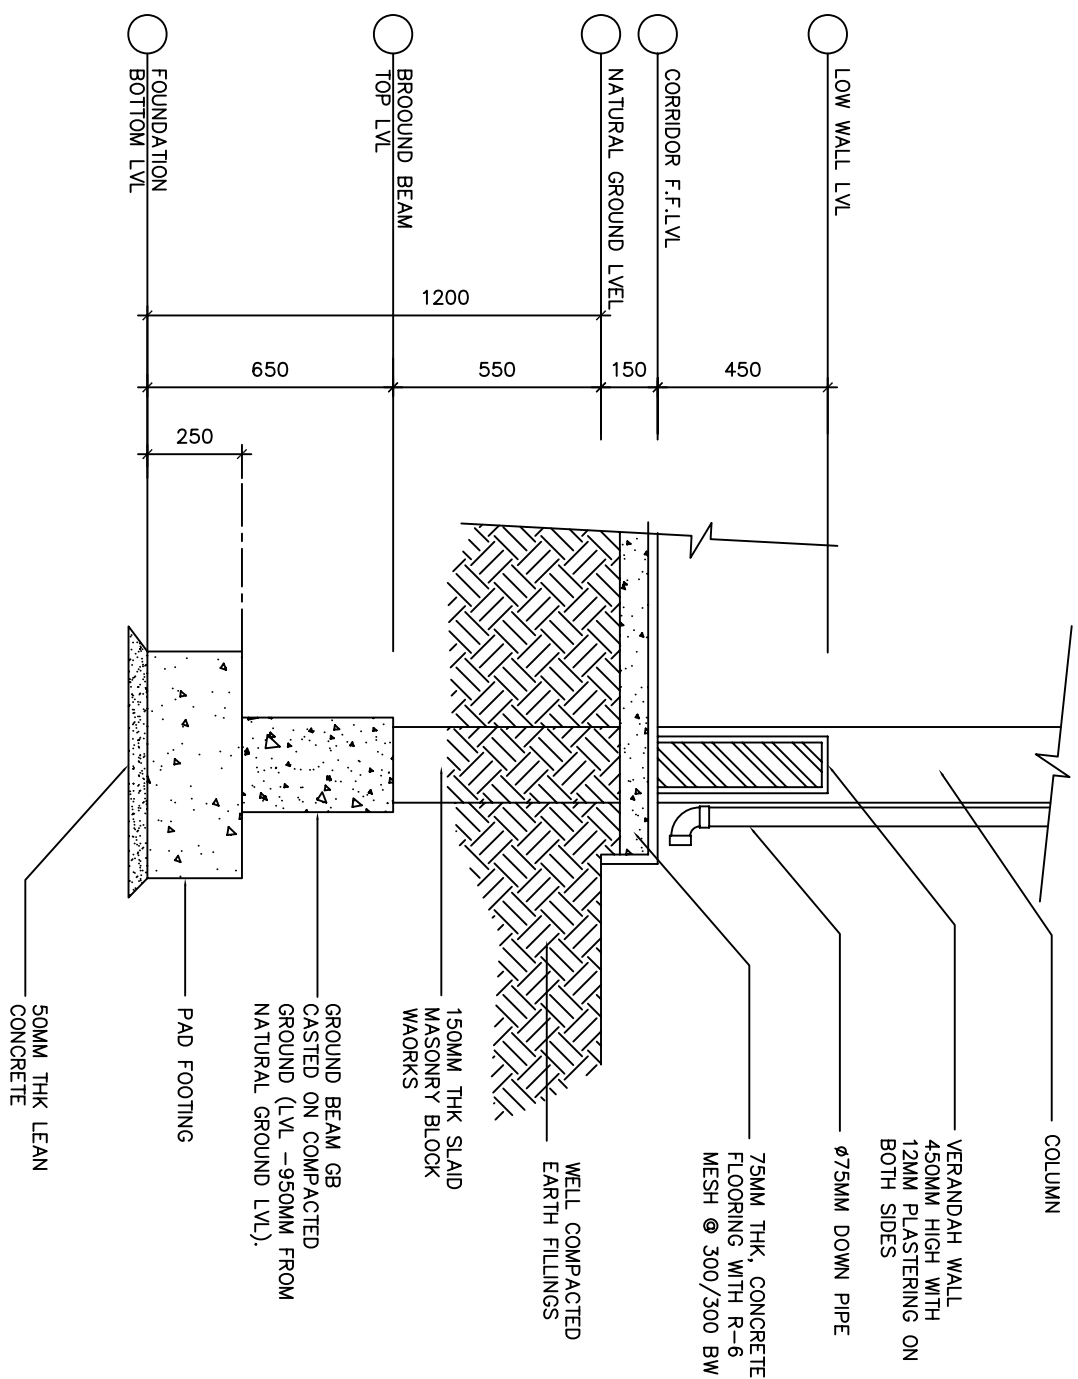 LOW WALL LVL
CORRIDOR F.F.LVL
NATURAL GROUND LVEL
BROOUND BEAM
TOP LVL
FOUNDATION
BOTTOM LVL
1200
650
550
150
450
250
COLUMN
VERANDAH WALL
450MM HIGH WITH
12MM PLASTERING ON
BOTH SIDES
ø75MM DOWN PIPE
75MM THK, CONCRETE
FLOORING WITH R-6
MESH @ 300/300 BW
WELL COMPACTED
EARTH FILLINGS
150MM THK SLAID
MASONRY BLOCK
WAORKS
GROUND BEAM GB
CASTED ON COMPACTED
GROUND (LVL -950MM FROM
NATURAL GROUND LVL).
PAD FOOTING
50MM THK LEAN
CONCRETE